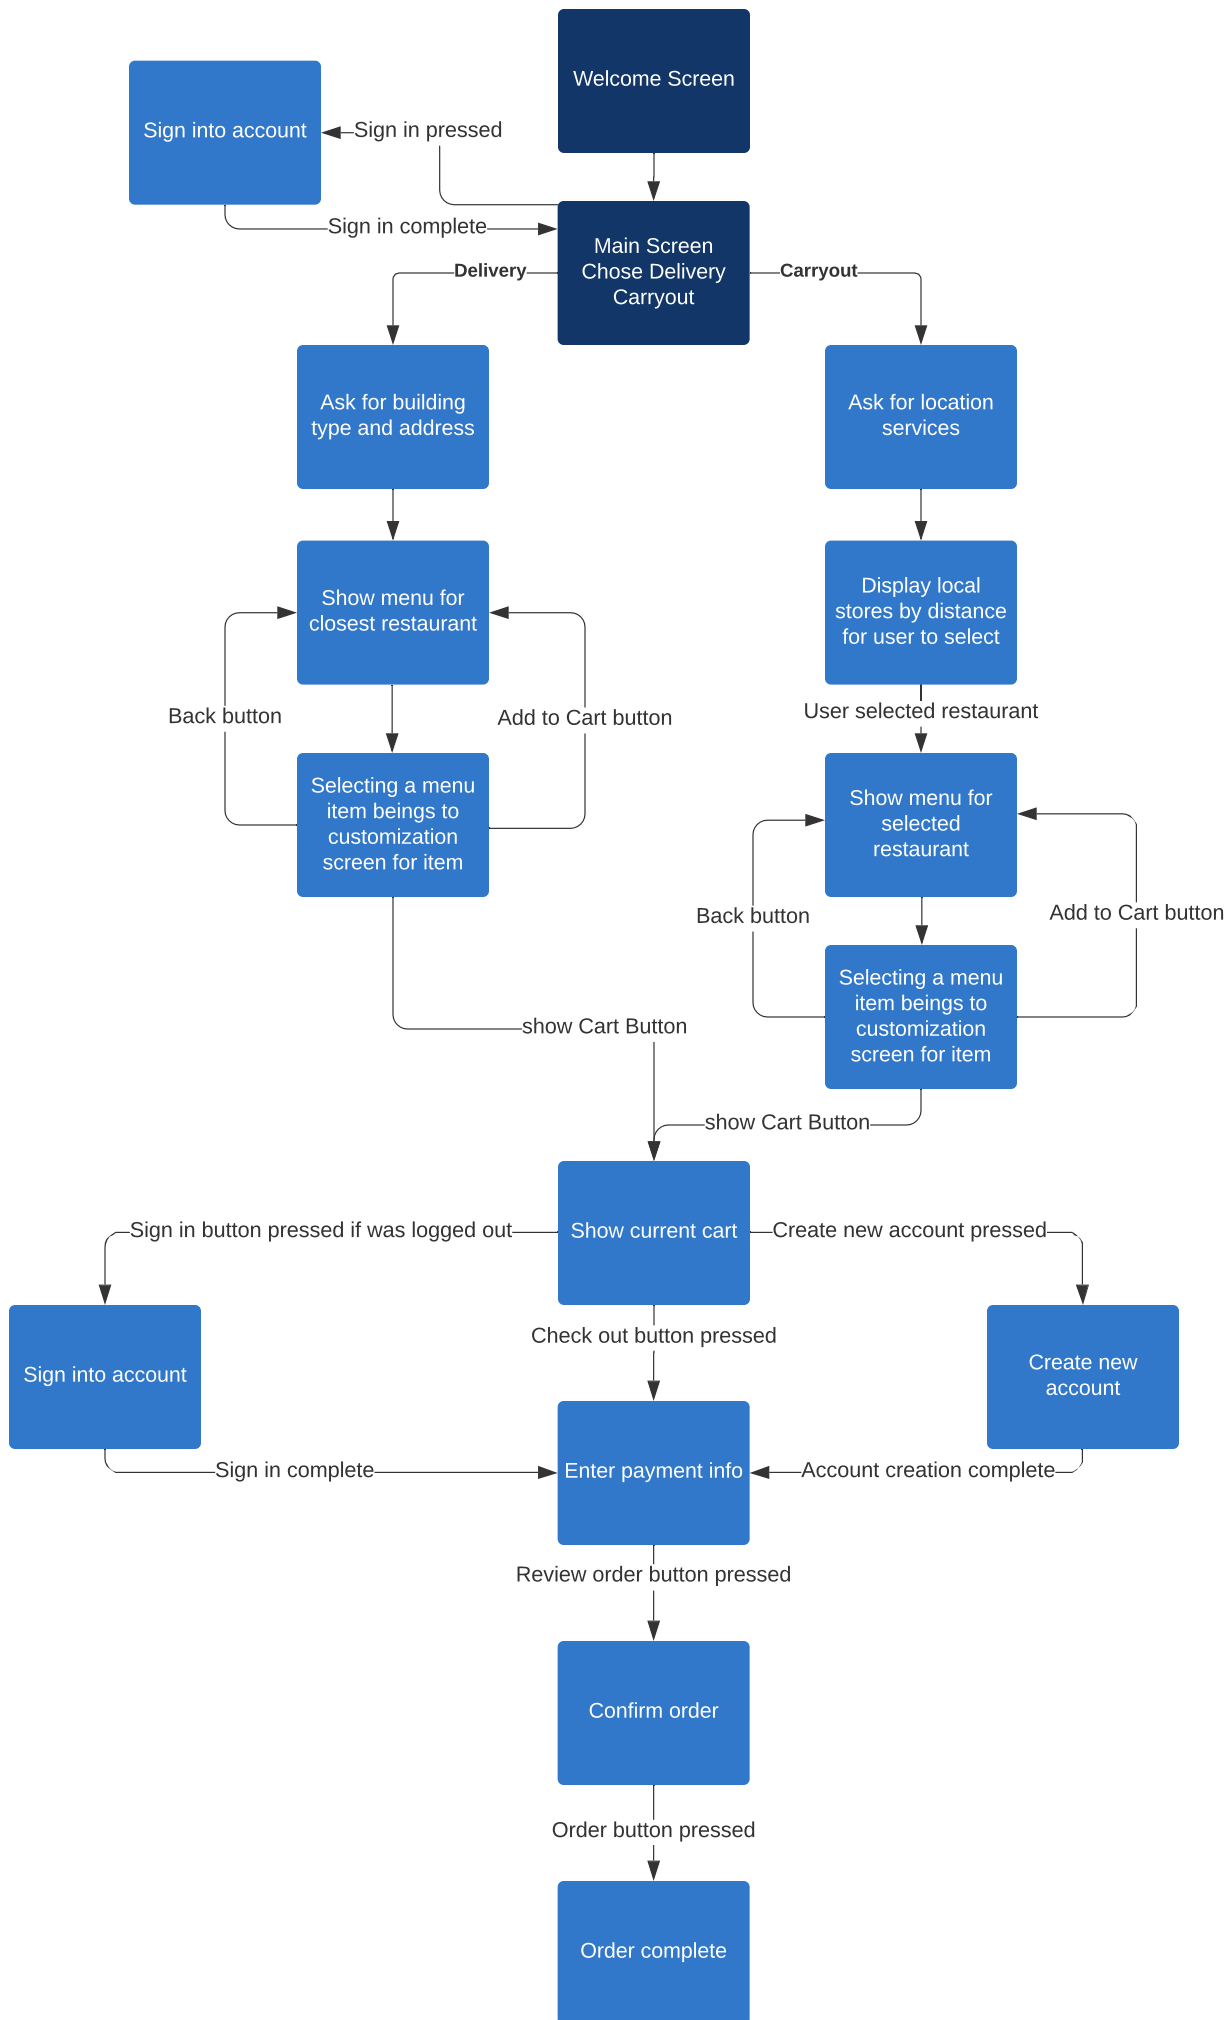 Welcome Screen
Sign into account
Sign in pressed
Sign in complete
Main Screen
Chose Delivery
Carryout
Delivery
Carryout
Ask for building
type and address
Ask for location
services
Show menu for
closest restaurant
Display local
stores by distance
for user to select
Back button
Add to Cart button
User selected restaurant
Selecting a menu
item beings to
customization
screen for item
Show menu for
selected
restaurant
Back button
Add to Cart button
Selecting a menu
item beings to
customization
screen for item
show Cart Button
show Cart Button
Show current cart
Sign in button pressed if was logged out
Create new account pressed
Check out button pressed
Sign into account
Create new
account
Enter payment info
Sign in complete
Account creation complete
Review order button pressed
Confirm order
Order button pressed
Order complete